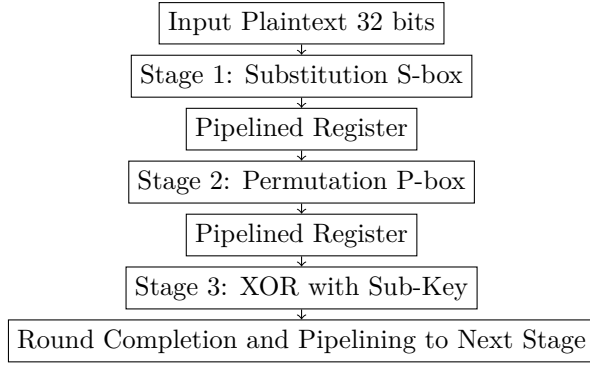 Input Plaintext 32 bits
Stage 1: Substitution S-box
Pipelined Register
Stage 2: Permutation P-box
Pipelined Register
Stage 3: XOR with Sub-Key
Round Completion and Pipelining to Next Stage